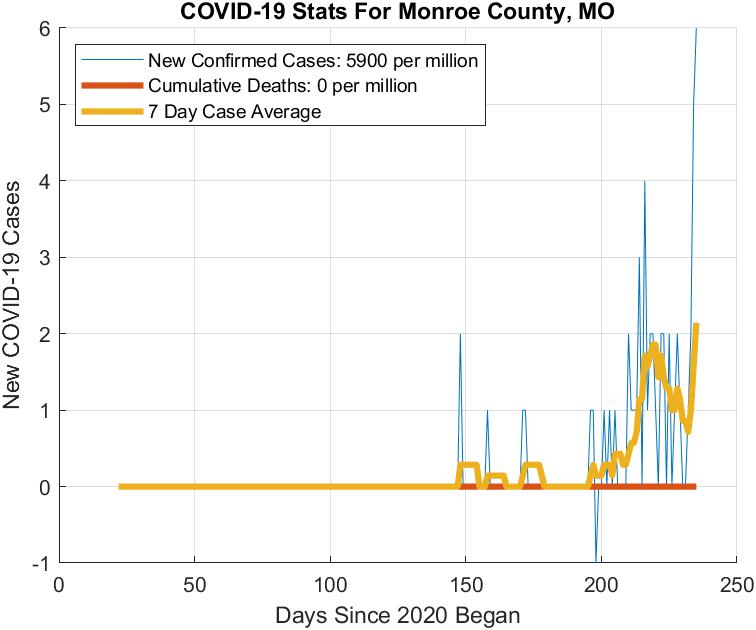 COVID-19 Stats For Monroe County, MO
New Confirmed Cases: 5900 per million
Cumulative Deaths: 0 per million
7 Day Case Average
New COVID-19 Cases
6
5
4
3
2
1
0
-1
0 50 100 150 200 250
Days Since 2020 Began